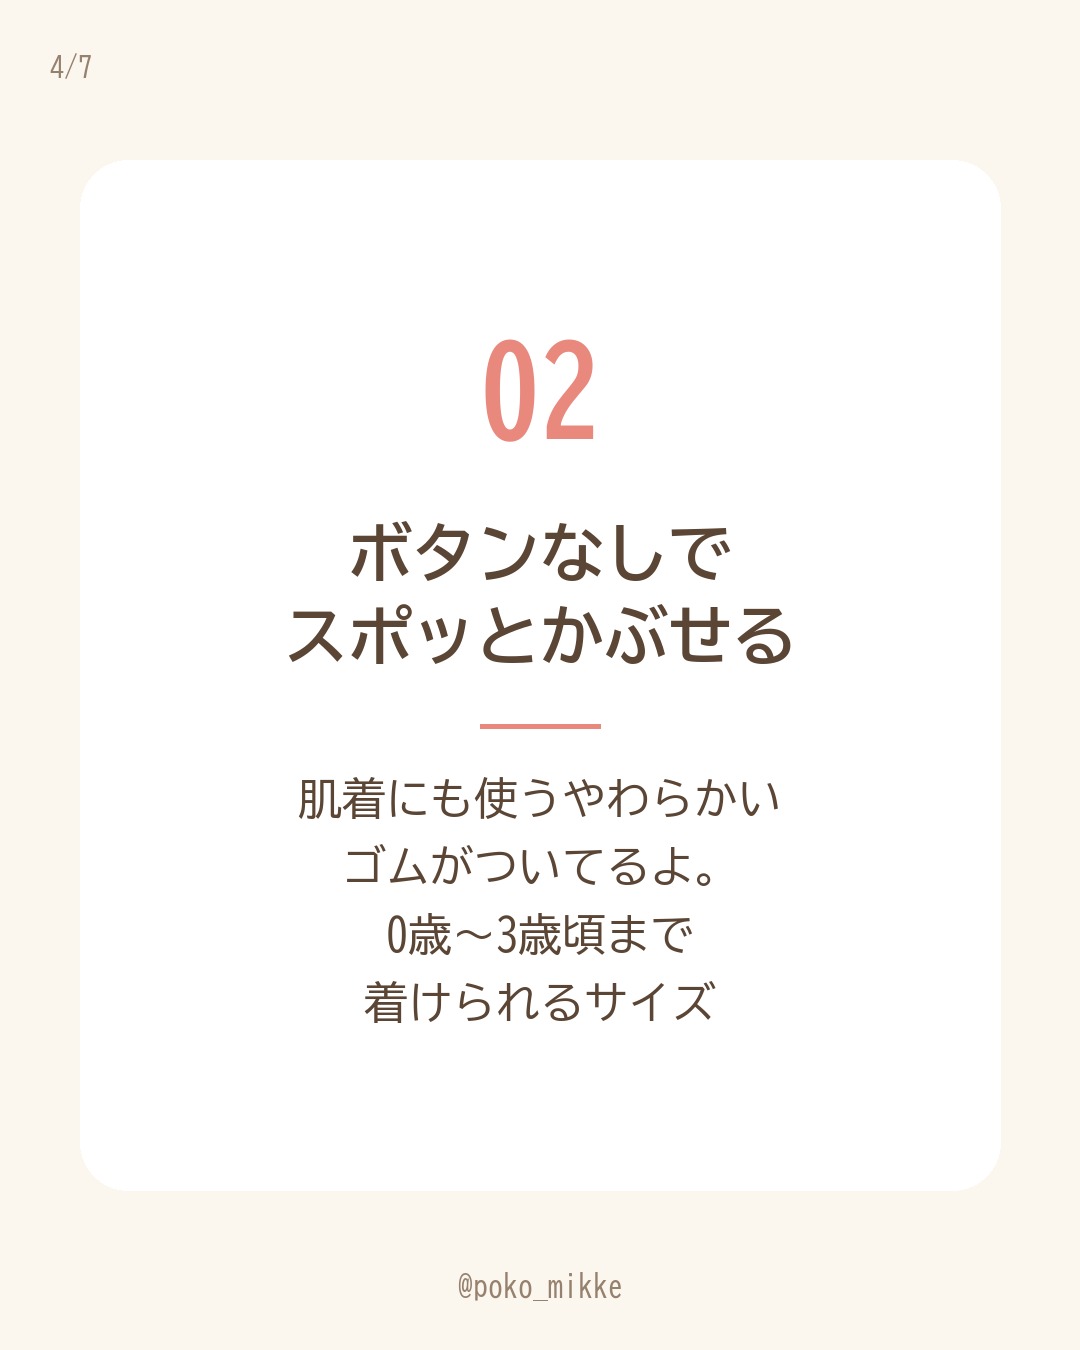 4/7
02
ボタンなしで
スポッとかぶせる
肌着にも使うやわらかい
ゴムがついてるよ。
0歳〜3歳頃まで
着けられるサイズ
@poko_mikke